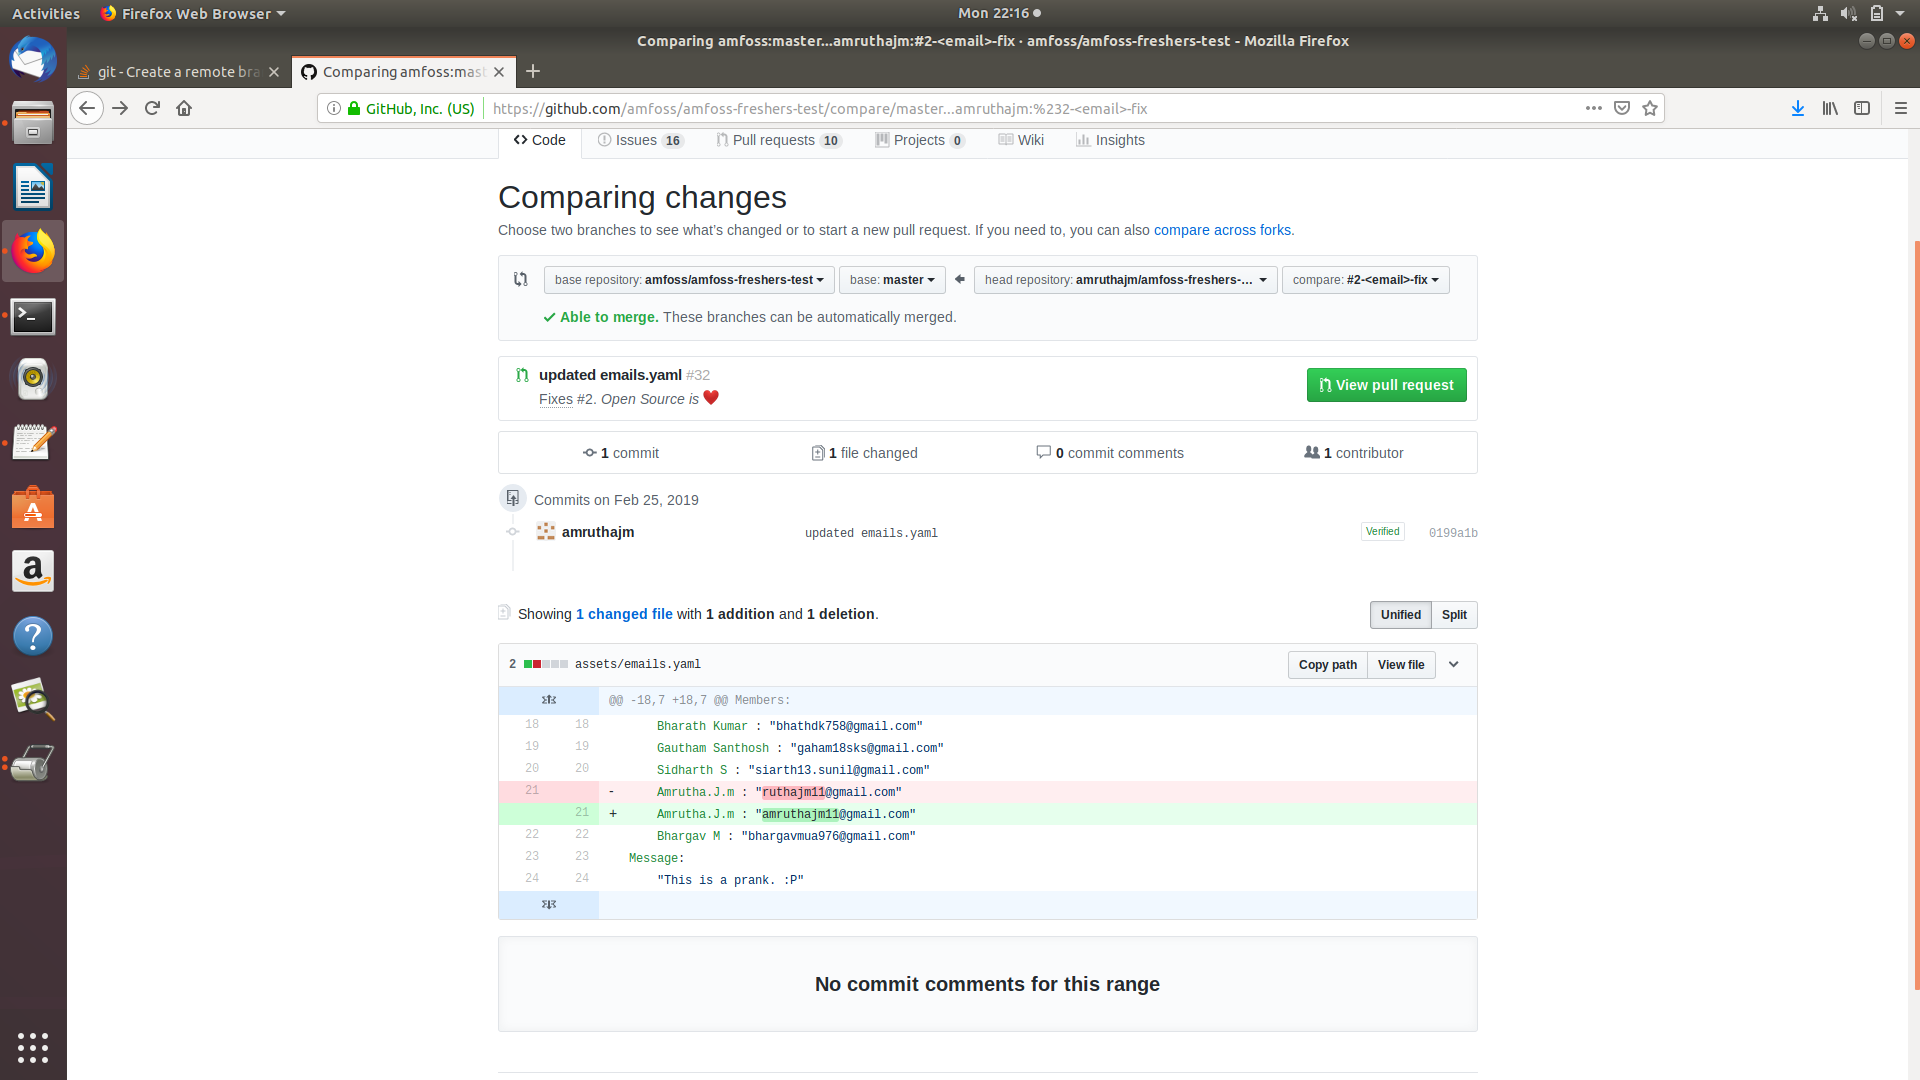 Activities Firefox Web Browser Mon 22:16
Comparing amfoss:master...amruthajm:#2-<email>-fix · amfoss/amfoss-freshers-test - Mozilla Firefox
git - Create a remote bra Comparing amfoss:mast
GitHub, Inc. (US) https://github.com/amfoss/amfoss-freshers-test/compare/master...amruthajm:%232-<email>-fix
Code Issues 16 Pull requests 10 Projects 0 Wiki Insights
Comparing changes
Choose two branches to see what's changed or to start a new pull request. If you need to, you can also compare across forks.
base repository: amfoss/amfoss-freshers-test base: master head repository: amruthajm/amfoss-freshers-... compare: #2-<email>-fix
Able to merge. These branches can be automatically merged.
updated emails.yaml #32
View pull request
Fixes #2. Open Source is ❤️
1 commit 1 file changed 0 commit comments 1 contributor
Commits on Feb 25, 2019
amruthajm updated emails.yaml Verified 0199a1b
Showing 1 changed file with 1 addition and 1 deletion. Unified Split
2 assets/emails.yaml Copy path View file
@@ -18,7 +18,7 @@ Members:
18 18 Bharath Kumar : "bhathdk758@gmail.com"
19 19 Gautham Santhosh : "gaham18sks@gmail.com"
20 20 Sidharth S : "siarth13.sunil@gmail.com"
21 - Amrutha.J.m : "ruthajm11@gmail.com"
21 + Amrutha.J.m : "amruthajm11@gmail.com"
22 22 Bhargav M : "bhargavmua976@gmail.com"
23 23 Message:
24 24 "This is a prank. :P"
No commit comments for this range